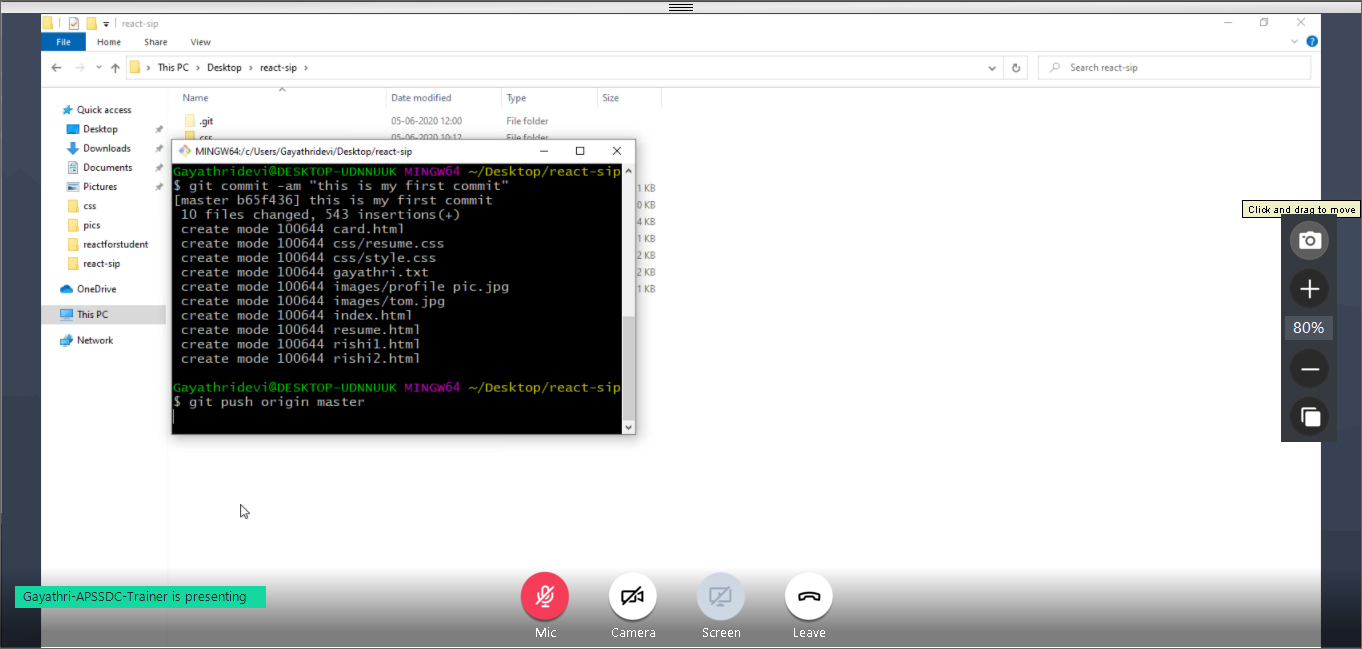 react-sip
File Home Share View
This PC Desktop react-sip
Search react-sip
Name Date modified Type Size
Quick access
Desktop
Downloads
Documents
Pictures
css
pics
reactforstudent
react-sip
OneDrive
This PC
Network
.git 05-06-2020 12:00 File folder
css 05-06-2020 10:12 File folder
MINGW64:/c/Users/Gayathridevi/Desktop/react-sip
Gayathridevi@DESKTOP-UDNNUUK MINGW64 ~/Desktop/react-sip
$ git commit -am "this is my first commit"
[master b65f436] this is my first commit
10 files changed, 543 insertions(+)
create mode 100644 card.html
create mode 100644 css/resume.css
create mode 100644 css/style.css
create mode 100644 gayathri.txt
create mode 100644 images/profile pic.jpg
create mode 100644 images/tom.jpg
create mode 100644 index.html
create mode 100644 resume.html
create mode 100644 rishi1.html
create mode 100644 rishi2.html
Gayathridevi@DESKTOP-UDNNUUK MINGW64 ~/Desktop/react-sip
$ git push origin master
1 KB
0 KB
4 KB
1 KB
2 KB
2 KB
1 KB
Click and drag to move
80%
Gayathri-APSSDC-Trainer is presenting
Mic Camera Screen Leave